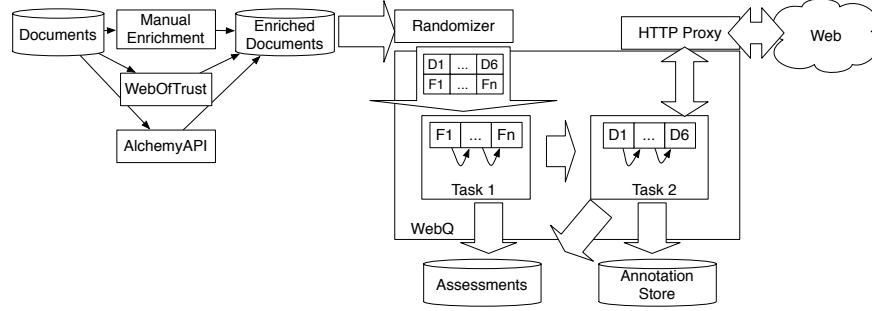 Documents
Manual
Enrichment
Enriched
Documents
WebOfTrust
AlchemyAPI
Randomizer
HTTP Proxy
Web
D1 ... D6
F1 ... Fn
F1 ... Fn
Task 1
D1 ... D6
Task 2
WebQ
Assessments
Annotation
Store